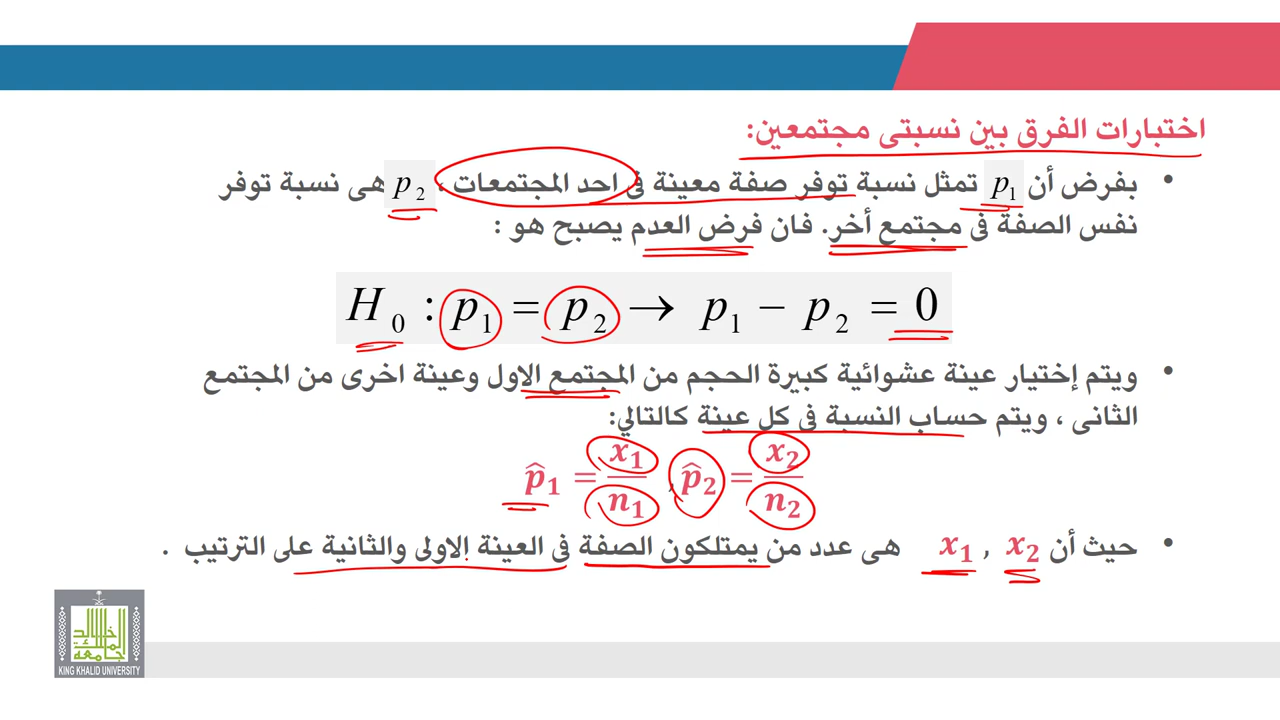 اختبارات الفرق بين نسبتى مجتمعين:
• بفرض أن p₁ تمثل نسبة توفر صفة معينة فى احد المجتمعات ، p₂ هى نسبة توفر
نفس الصفة فى مجتمع أخر. فان فرض العدم يصبح هو :
H₀ : p₁ = p₂ → p₁ − p₂ = 0
• ويتم إختيار عينة عشوائية كبيرة الحجم من المجتمع الاول وعينة اخرى من المجتمع
الثانى ، ويتم حساب النسبة فى كل عينة كالتالي:
p̂₁ = x₁/n₁ , p̂₂ = x₂/n₂
• حيث أن x₁ , x₂ هى عدد من يمتلكون الصفة فى العينة الاولى والثانية على الترتيب .
جامعة الملك خالد
KING KHALID UNIVERSITY